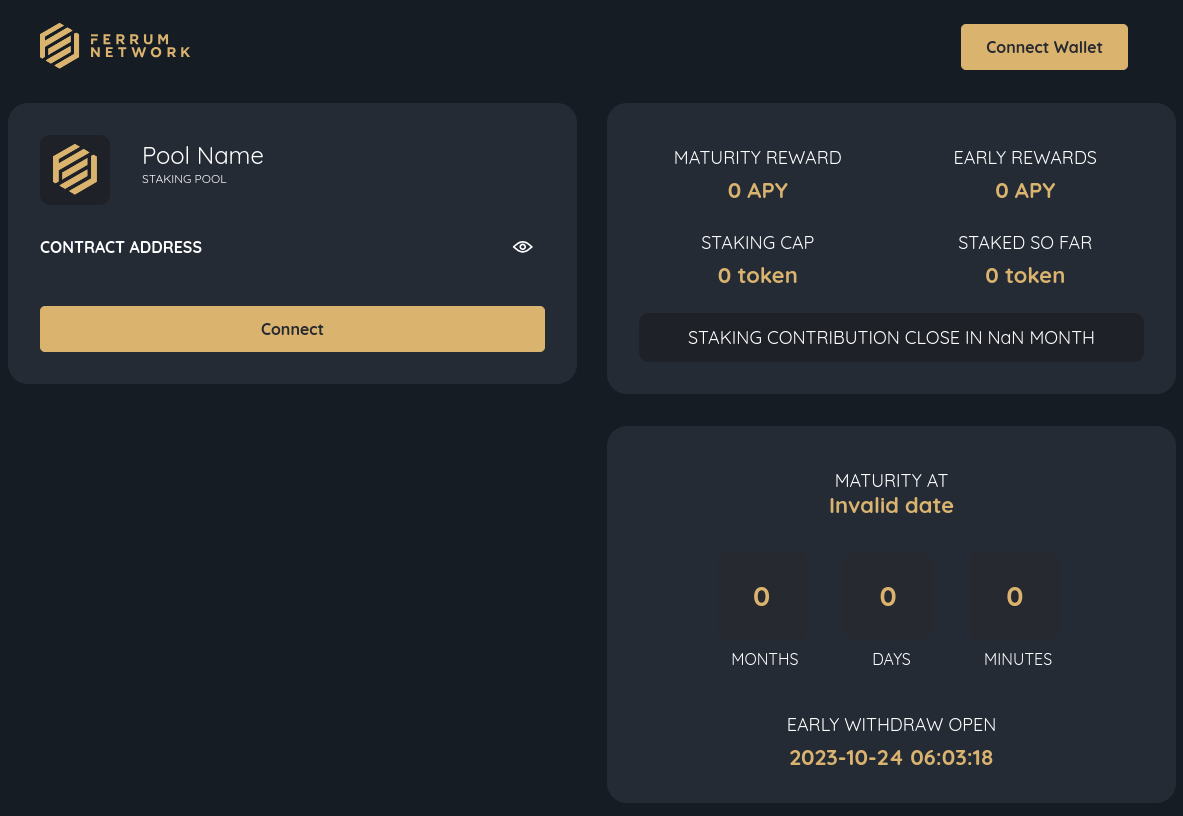 FERRUM
NETWORK
Connect Wallet
Pool Name
STAKING POOL
CONTRACT ADDRESS
Connect
MATURITY REWARD
0 APY
EARLY REWARDS
0 APY
STAKING CAP
0 token
STAKED SO FAR
0 token
STAKING CONTRIBUTION CLOSE IN NaN MONTH
MATURITY AT
Invalid date
0
MONTHS
0
DAYS
0
MINUTES
EARLY WITHDRAW OPEN
2023-10-24 06:03:18